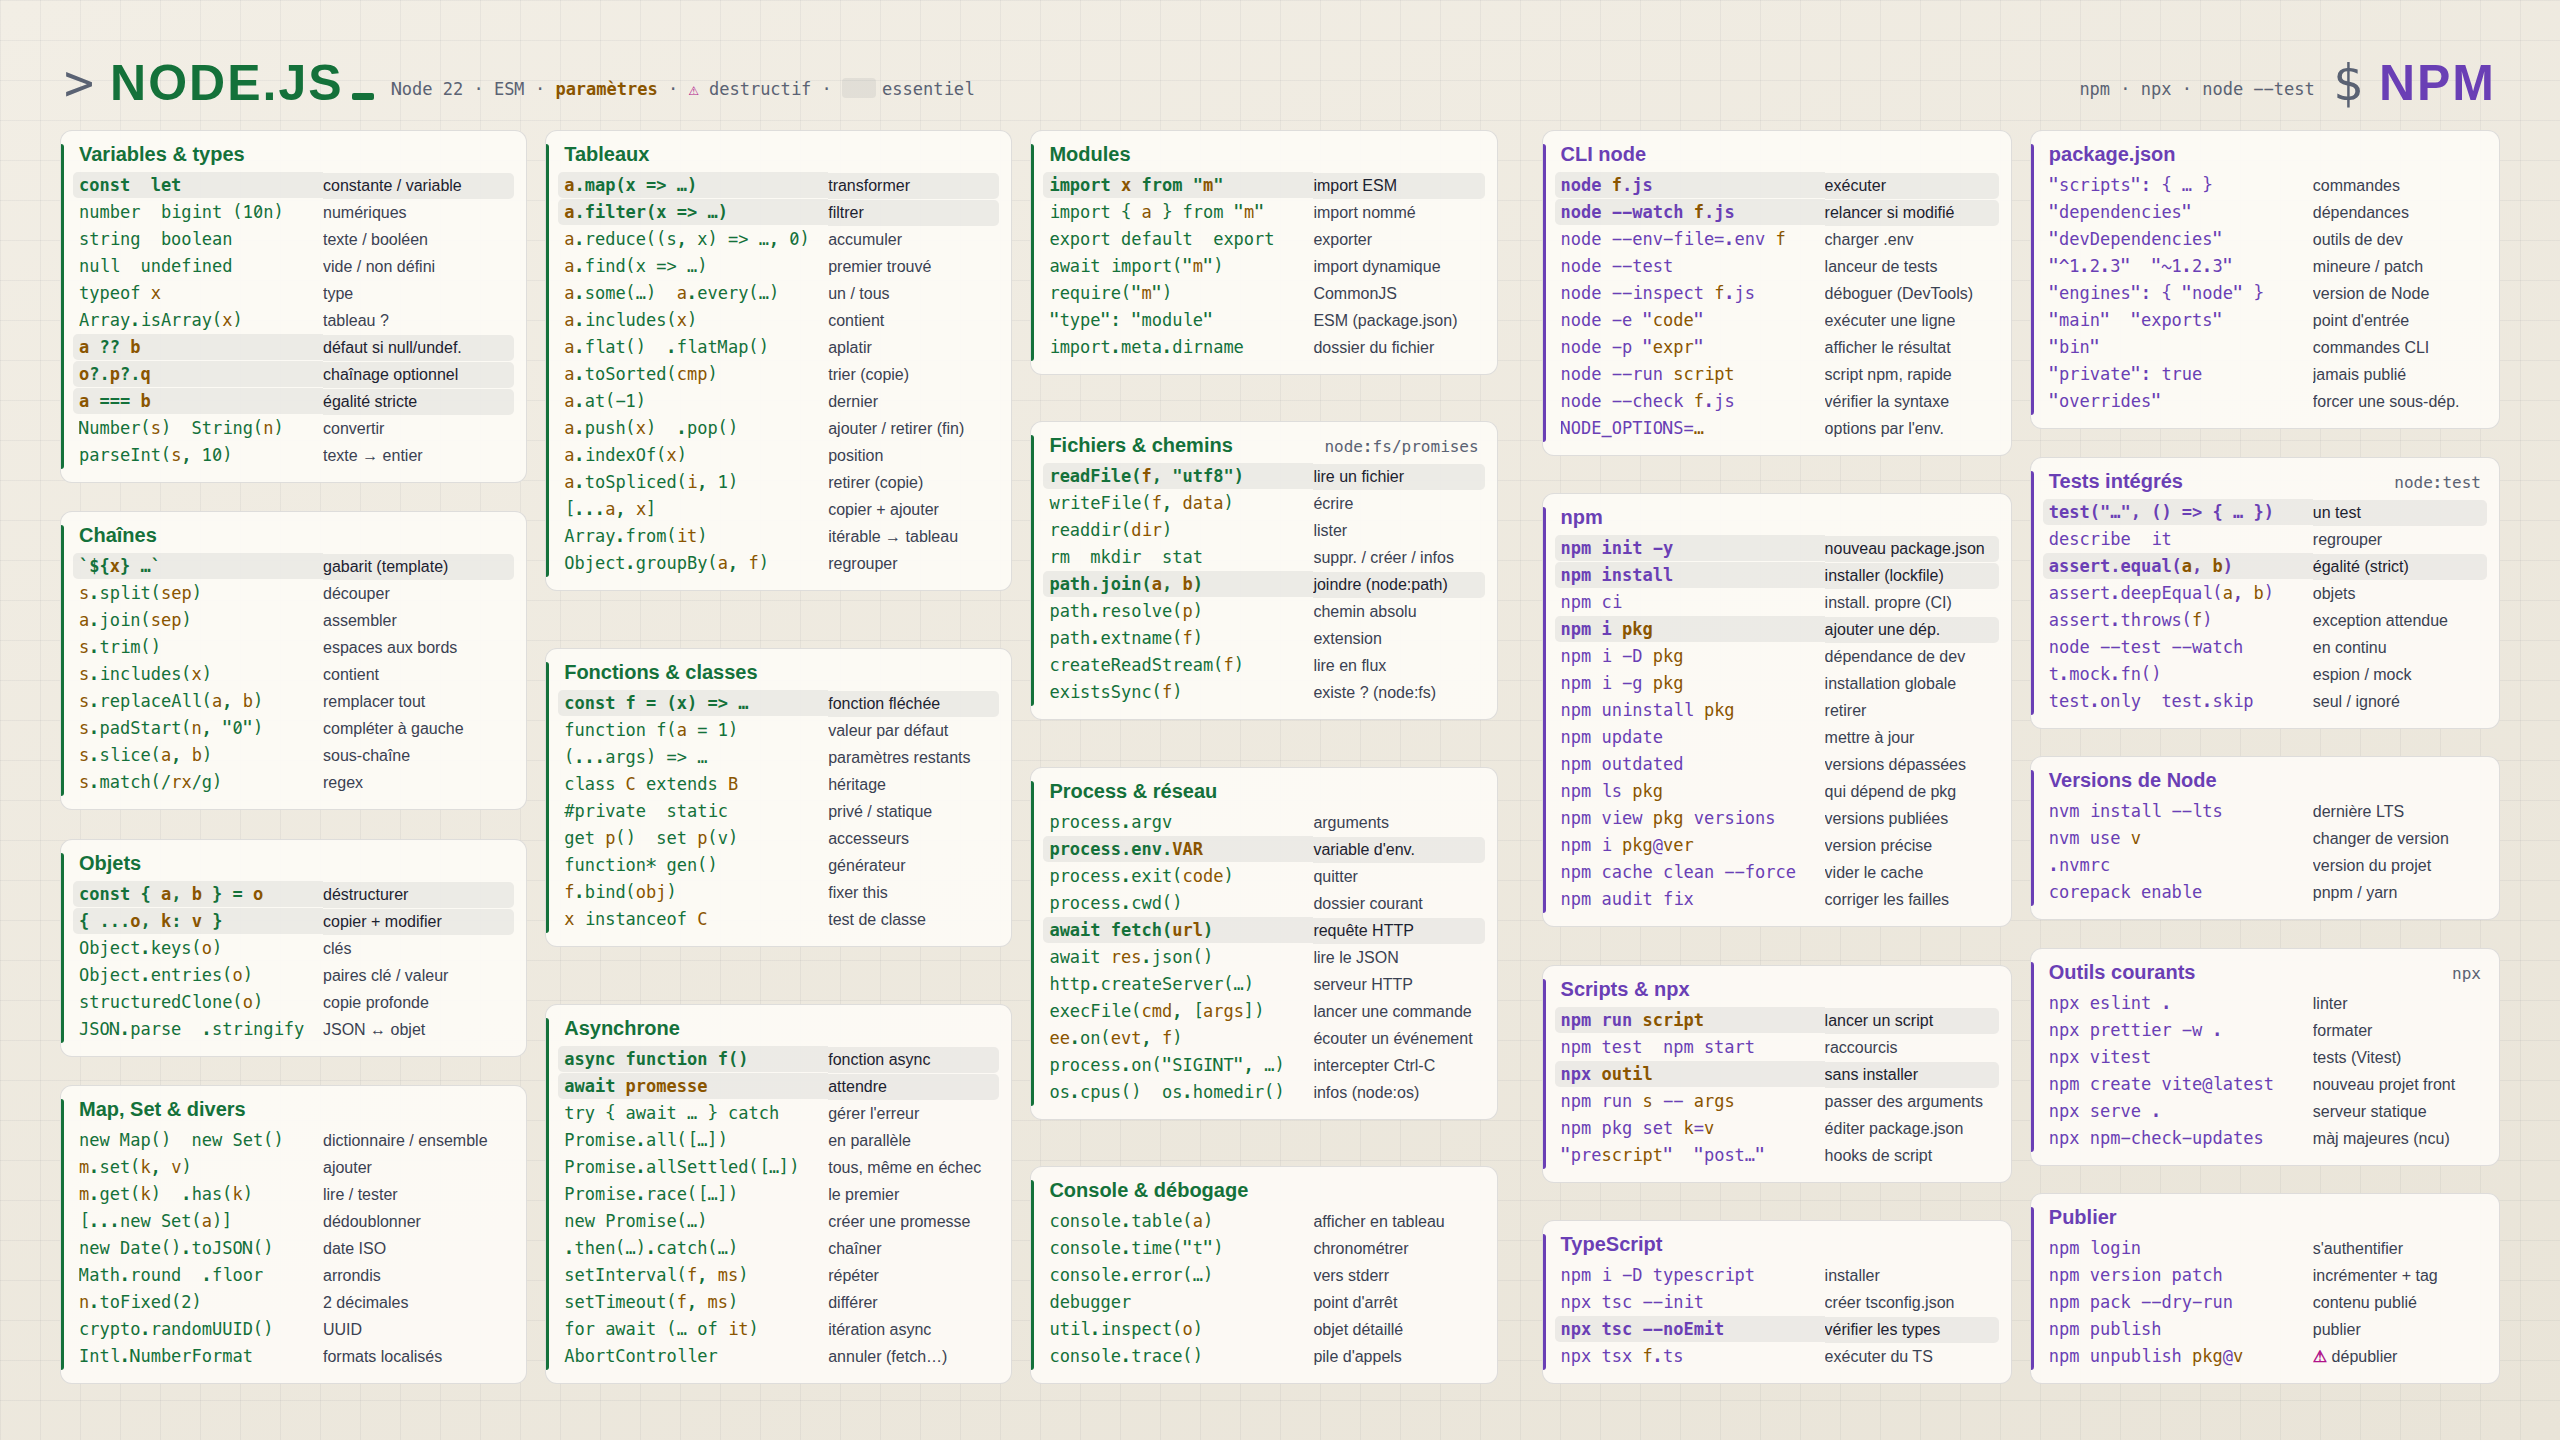 > NODE.JS_ Node 22 · ESM · paramètres · ⚠ destructif · essentiel
npm · npx · node --test $ NPM
Variables & types
const  let constante / variable
number  bigint (10n) numériques
string  boolean texte / booléen
null  undefined vide / non défini
typeof x type
Array.isArray(x) tableau ?
a ?? b défaut si null/undef.
o?.p?.q chaînage optionnel
a === b égalité stricte
Number(s)  String(n) convertir
parseInt(s, 10) texte → entier
Chaînes
`${x} …` gabarit (template)
s.split(sep) découper
a.join(sep) assembler
s.trim() espaces aux bords
s.includes(x) contient
s.replaceAll(a, b) remplacer tout
s.padStart(n, "0") compléter à gauche
s.slice(a, b) sous-chaîne
s.match(/rx/g) regex
Objets
const { a, b } = o déstructurer
{ ...o, k: v } copier + modifier
Object.keys(o) clés
Object.entries(o) paires clé / valeur
structuredClone(o) copie profonde
JSON.parse  .stringify JSON ↔ objet
Map, Set & divers
new Map()  new Set() dictionnaire / ensemble
m.set(k, v) ajouter
m.get(k)  .has(k) lire / tester
[...new Set(a)] dédoublonner
new Date().toJSON() date ISO
Math.round  .floor arrondis
n.toFixed(2) 2 décimales
crypto.randomUUID() UUID
Intl.NumberFormat formats localisés
Tableaux
a.map(x => …) transformer
a.filter(x => …) filtrer
a.reduce((s, x) => …, 0) accumuler
a.find(x => …) premier trouvé
a.some(…)  a.every(…) un / tous
a.includes(x) contient
a.flat()  .flatMap() aplatir
a.toSorted(cmp) trier (copie)
a.at(-1) dernier
a.push(x)  .pop() ajouter / retirer (fin)
a.indexOf(x) position
a.toSpliced(i, 1) retirer (copie)
[...a, x] copier + ajouter
Array.from(it) itérable → tableau
Object.groupBy(a, f) regrouper
Fonctions & classes
const f = (x) => … fonction fléchée
function f(a = 1) valeur par défaut
(...args) => … paramètres restants
class C extends B héritage
#private  static privé / statique
get p()  set p(v) accesseurs
function* gen() générateur
f.bind(obj) fixer this
x instanceof C test de classe
Asynchrone
async function f() fonction async
await promesse attendre
try { await … } catch gérer l'erreur
Promise.all([…]) en parallèle
Promise.allSettled([…]) tous, même en échec
Promise.race([…]) le premier
new Promise(…) créer une promesse
.then(…).catch(…) chaîner
setInterval(f, ms) répéter
setTimeout(f, ms) différer
for await (… of it) itération async
AbortController annuler (fetch…)
Modules
import x from "m" import ESM
import { a } from "m" import nommé
export default  export exporter
await import("m") import dynamique
require("m") CommonJS
"type": "module" ESM (package.json)
import.meta.dirname dossier du fichier
Fichiers & chemins node:fs/promises
readFile(f, "utf8") lire un fichier
writeFile(f, data) écrire
readdir(dir) lister
rm  mkdir  stat suppr. / créer / infos
path.join(a, b) joindre (node:path)
path.resolve(p) chemin absolu
path.extname(f) extension
createReadStream(f) lire en flux
existsSync(f) existe ? (node:fs)
Process & réseau
process.argv arguments
process.env.VAR variable d'env.
process.exit(code) quitter
process.cwd() dossier courant
await fetch(url) requête HTTP
await res.json() lire le JSON
http.createServer(…) serveur HTTP
execFile(cmd, [args]) lancer une commande
ee.on(evt, f) écouter un événement
process.on("SIGINT", …) intercepter Ctrl-C
os.cpus()  os.homedir() infos (node:os)
Console & débogage
console.table(a) afficher en tableau
console.time("t") chronométrer
console.error(…) vers stderr
debugger point d'arrêt
util.inspect(o) objet détaillé
console.trace() pile d'appels
CLI node
node f.js exécuter
node --watch f.js relancer si modifié
node --env-file=.env f charger .env
node --test lanceur de tests
node --inspect f.js déboguer (DevTools)
node -e "code" exécuter une ligne
node -p "expr" afficher le résultat
node --run script script npm, rapide
node --check f.js vérifier la syntaxe
NODE_OPTIONS=… options par l'env.
npm
npm init -y nouveau package.json
npm install installer (lockfile)
npm ci install. propre (CI)
npm i pkg ajouter une dép.
npm i -D pkg dépendance de dev
npm i -g pkg installation globale
npm uninstall pkg retirer
npm update mettre à jour
npm outdated versions dépassées
npm ls pkg qui dépend de pkg
npm view pkg versions versions publiées
npm i pkg@ver version précise
npm cache clean --force vider le cache
npm audit fix corriger les failles
Scripts & npx
npm run script lancer un script
npm test  npm start raccourcis
npx outil sans installer
npm run s -- args passer des arguments
npm pkg set k=v éditer package.json
"prescript"  "post…" hooks de script
TypeScript
npm i -D typescript installer
npx tsc --init créer tsconfig.json
npx tsc --noEmit vérifier les types
npx tsx f.ts exécuter du TS
package.json
"scripts": { … } commandes
"dependencies" dépendances
"devDependencies" outils de dev
"^1.2.3"  "~1.2.3" mineure / patch
"engines": { "node" } version de Node
"main"  "exports" point d'entrée
"bin" commandes CLI
"private": true jamais publié
"overrides" forcer une sous-dép.
Tests intégrés node:test
test("…", () => { … }) un test
describe  it regrouper
assert.equal(a, b) égalité (strict)
assert.deepEqual(a, b) objets
assert.throws(f) exception attendue
node --test --watch en continu
t.mock.fn() espion / mock
test.only  test.skip seul / ignoré
Versions de Node
nvm install --lts dernière LTS
nvm use v changer de version
.nvmrc version du projet
corepack enable pnpm / yarn
Outils courants npx
npx eslint . linter
npx prettier -w . formater
npx vitest tests (Vitest)
npm create vite@latest nouveau projet front
npx serve . serveur statique
npx npm-check-updates màj majeures (ncu)
Publier
npm login s'authentifier
npm version patch incrémenter + tag
npm pack --dry-run contenu publié
npm publish publier
npm unpublish pkg@v ⚠ dépublier